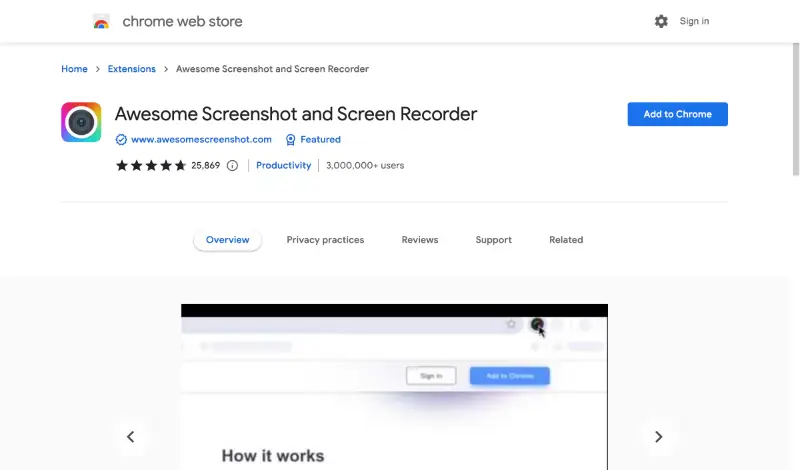 chrome web store
Sign in
Home > Extensions > Awesome Screenshot and Screen Recorder
Awesome Screenshot and Screen Recorder
Add to Chrome
www.awesomescreenshot.com Featured
25,869 Productivity 3,000,000+ users
Overview Privacy practices Reviews Support Related
Sign in Add to Chrome
How it works